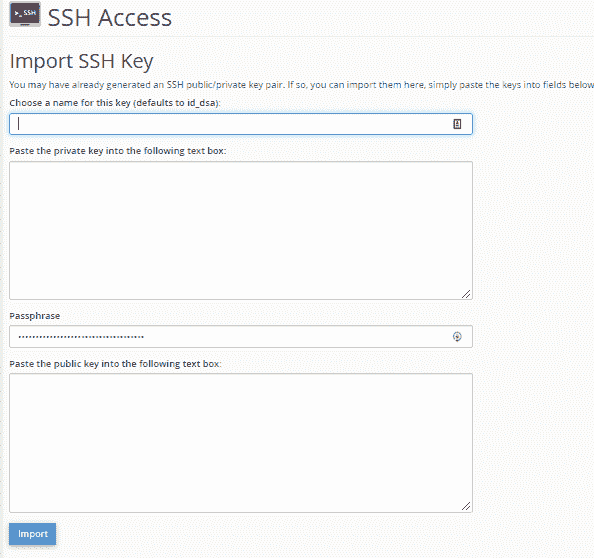 >_SSH
SSH Access
Import SSH Key
You may have already generated an SSH public/private key pair. If so, you can import them here, simply paste the keys into fields below
Choose a name for this key (defaults to id_dsa):
Paste the private key into the following text box:
Passphrase
Paste the public key into the following text box:
Import